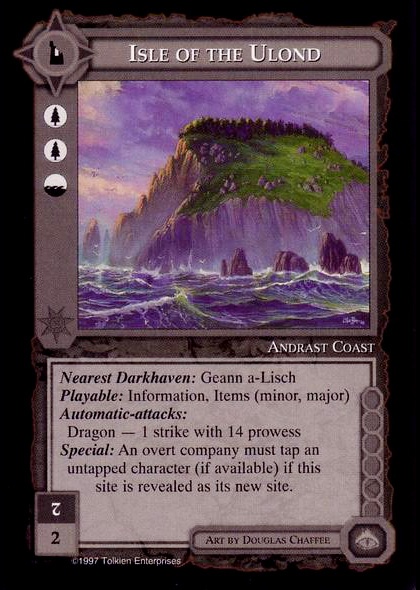 Isle of the Ulond
Andrast Coast
Nearest Darkhaven: Geann a-Lisch
Playable: Information, Items (minor, major)
Automatic-attacks:
Dragon — 1 strike with 14 prowess
Special: An overt company must tap an
untapped character (if available) if this
site is revealed as its new site.
2
2
Art by Douglas Chaffee
©1997 Tolkien Enterprises